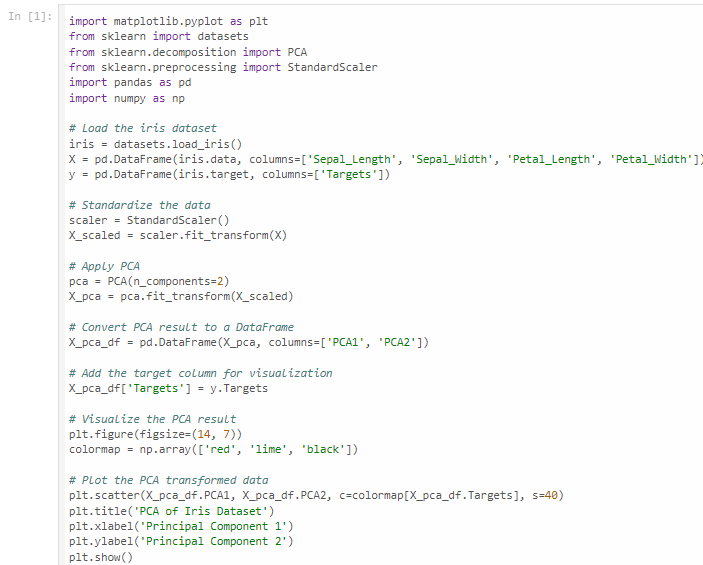 In [1]:
import matplotlib.pyplot as plt
from sklearn import datasets
from sklearn.decomposition import PCA
from sklearn.preprocessing import StandardScaler
import pandas as pd
import numpy as np

# Load the iris dataset
iris = datasets.load_iris()
X = pd.DataFrame(iris.data, columns=['Sepal_Length', 'Sepal_Width', 'Petal_Length', 'Petal_Width'])
y = pd.DataFrame(iris.target, columns=['Targets'])

# Standardize the data
scaler = StandardScaler()
X_scaled = scaler.fit_transform(X)

# Apply PCA
pca = PCA(n_components=2)
X_pca = pca.fit_transform(X_scaled)

# Convert PCA result to a DataFrame
X_pca_df = pd.DataFrame(X_pca, columns=['PCA1', 'PCA2'])

# Add the target column for visualization
X_pca_df['Targets'] = y.Targets

# Visualize the PCA result
plt.figure(figsize=(14, 7))
colormap = np.array(['red', 'lime', 'black'])

# Plot the PCA transformed data
plt.scatter(X_pca_df.PCA1, X_pca_df.PCA2, c=colormap[X_pca_df.Targets], s=40)
plt.title('PCA of Iris Dataset')
plt.xlabel('Principal Component 1')
plt.ylabel('Principal Component 2')
plt.show()